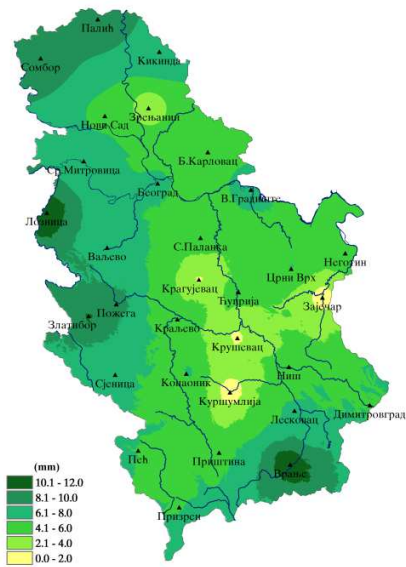 Палић
Сомбор
Кикинда
Зрењанин
Нови Сад
Б.Карловац
Ср.Митровица
Београд
В.Градиште
Лозница
С.Паланка
Ваљево
Неготин
Црни Врх
Крагујевац
Ћуприја
Зајечар
Пожега
Златибор
Краљево
Крушевац
Ниш
Сјеница
Копаоник
Куршумлија
Димитровград
Лесковац
Пећ
Приштина
Врање
Призрен
(mm)
10.1 - 12.0
8.1 - 10.0
6.1 - 8.0
4.1 - 6.0
2.1 - 4.0
0.0 - 2.0